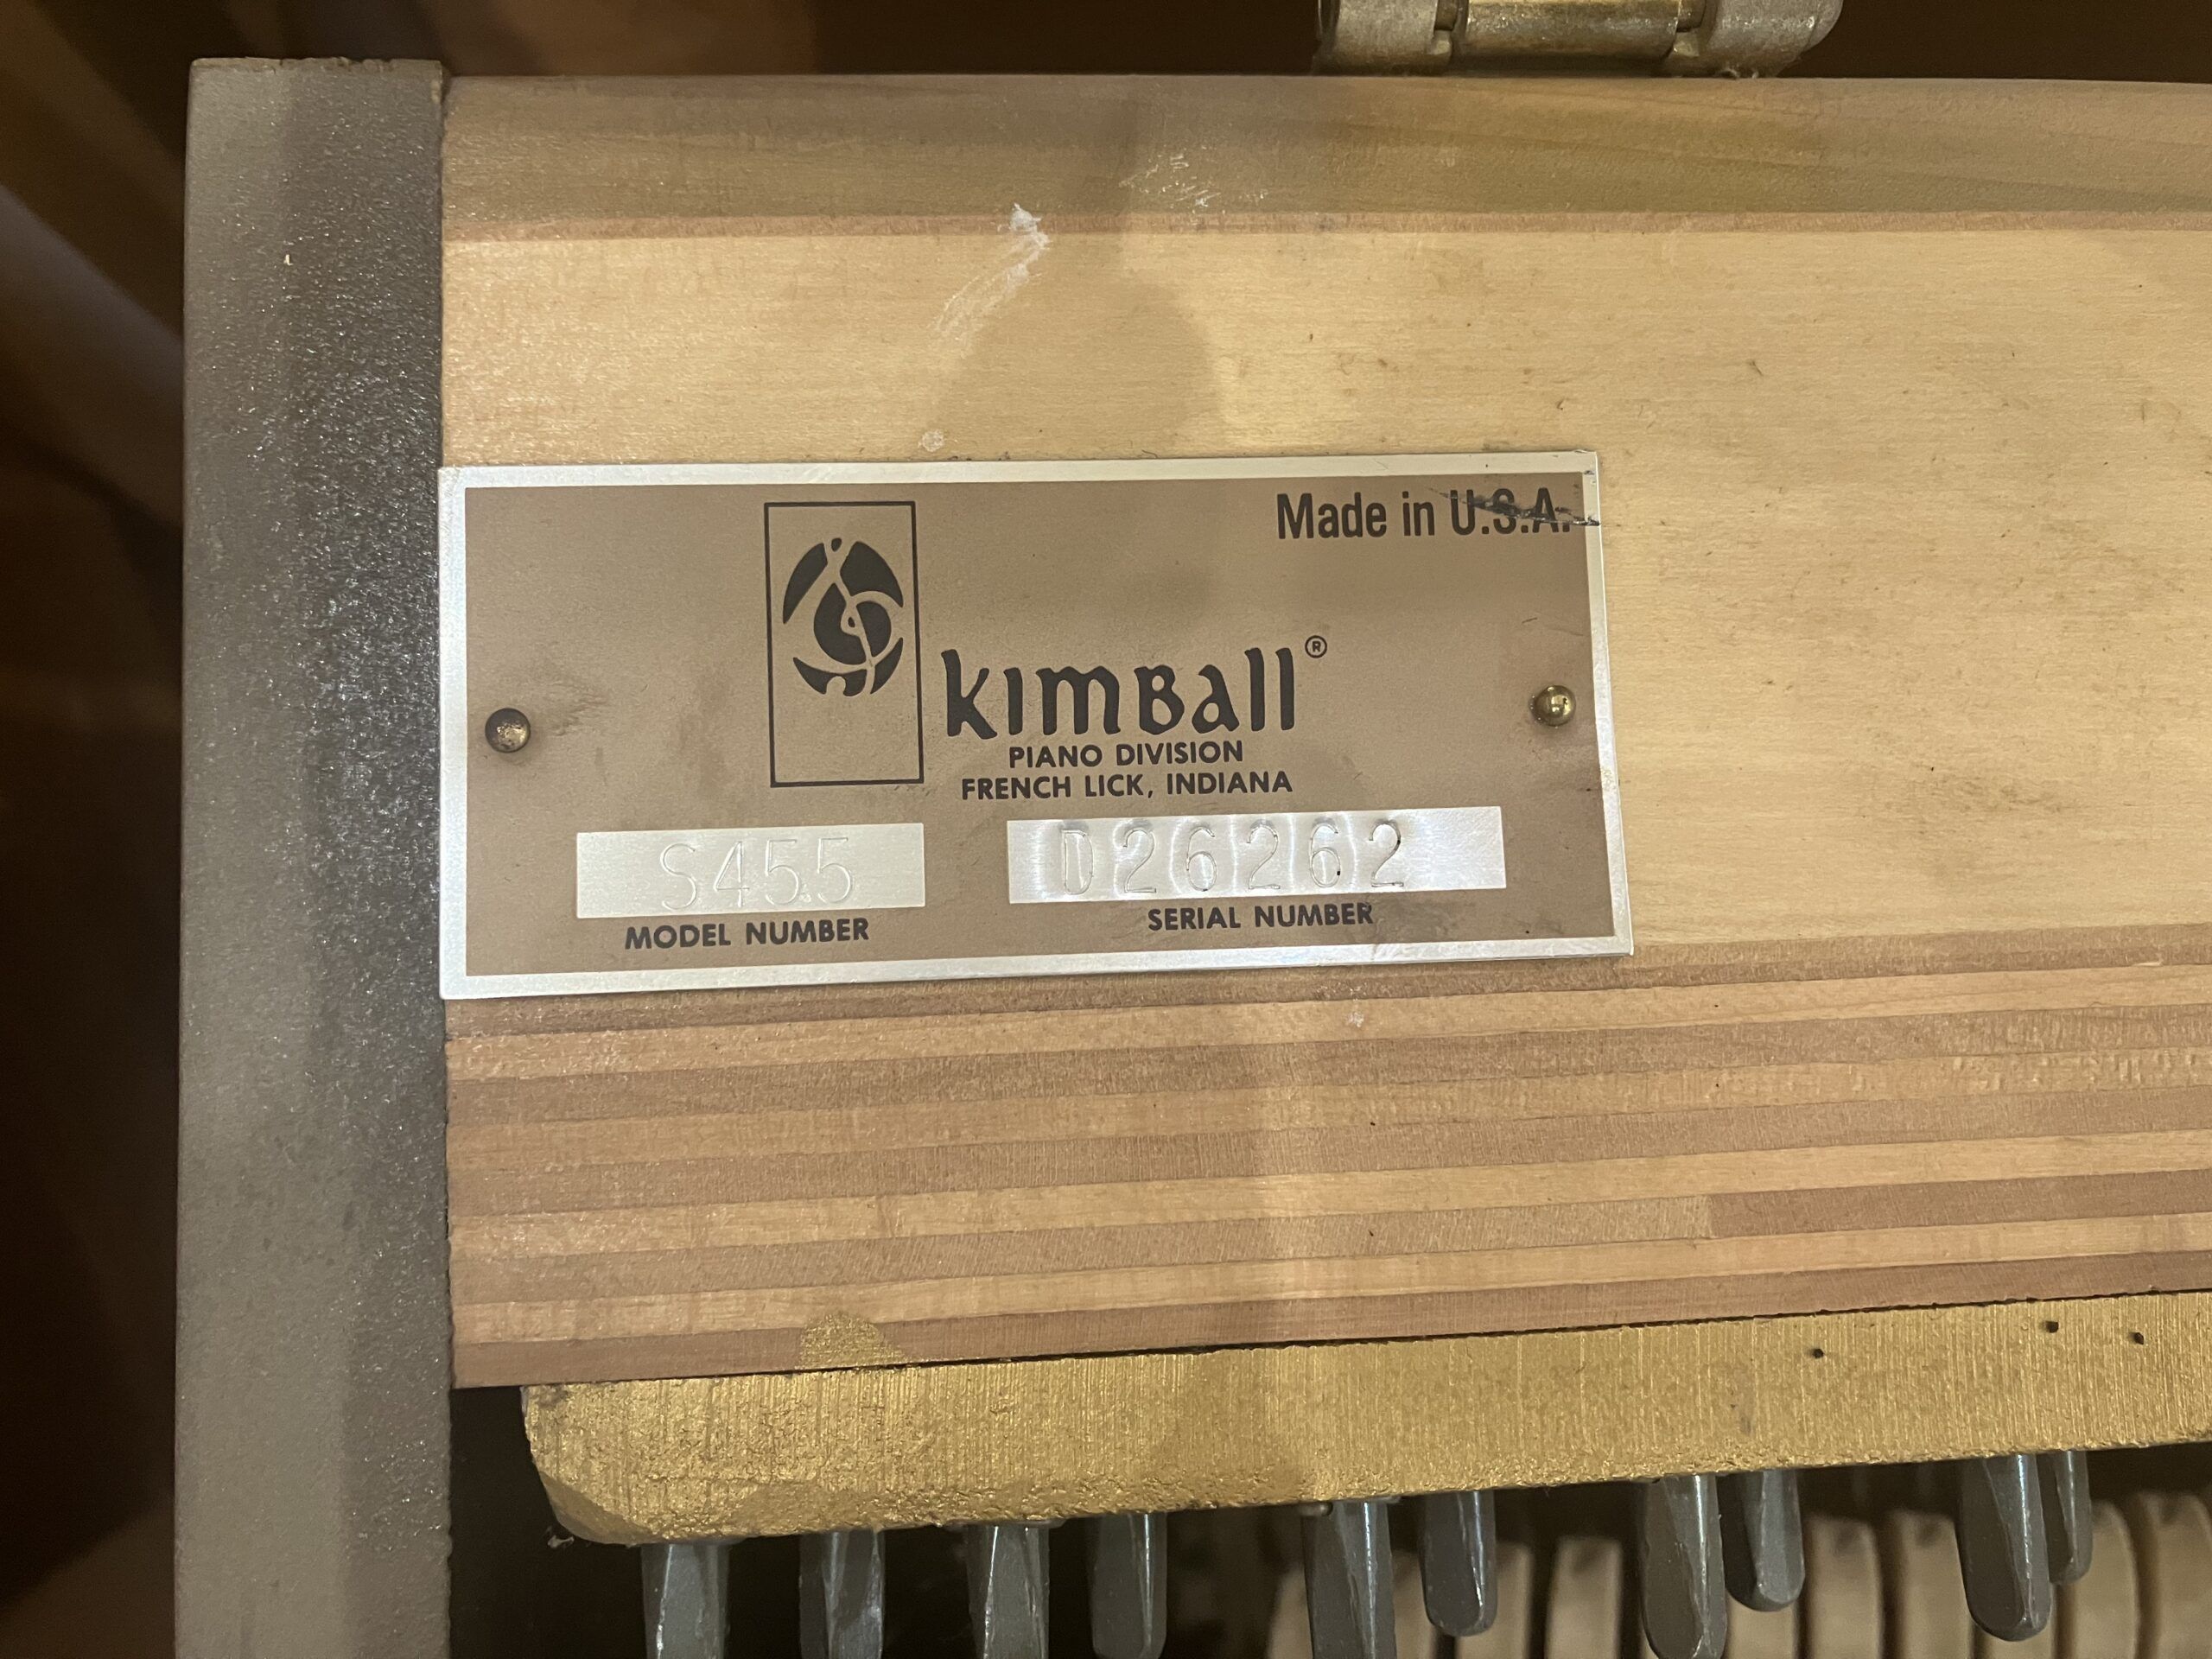 Made in U.S.A.
kimball®
PIANO DIVISION
FRENCH LICK, INDIANA
S455 D26262
MODEL NUMBER SERIAL NUMBER